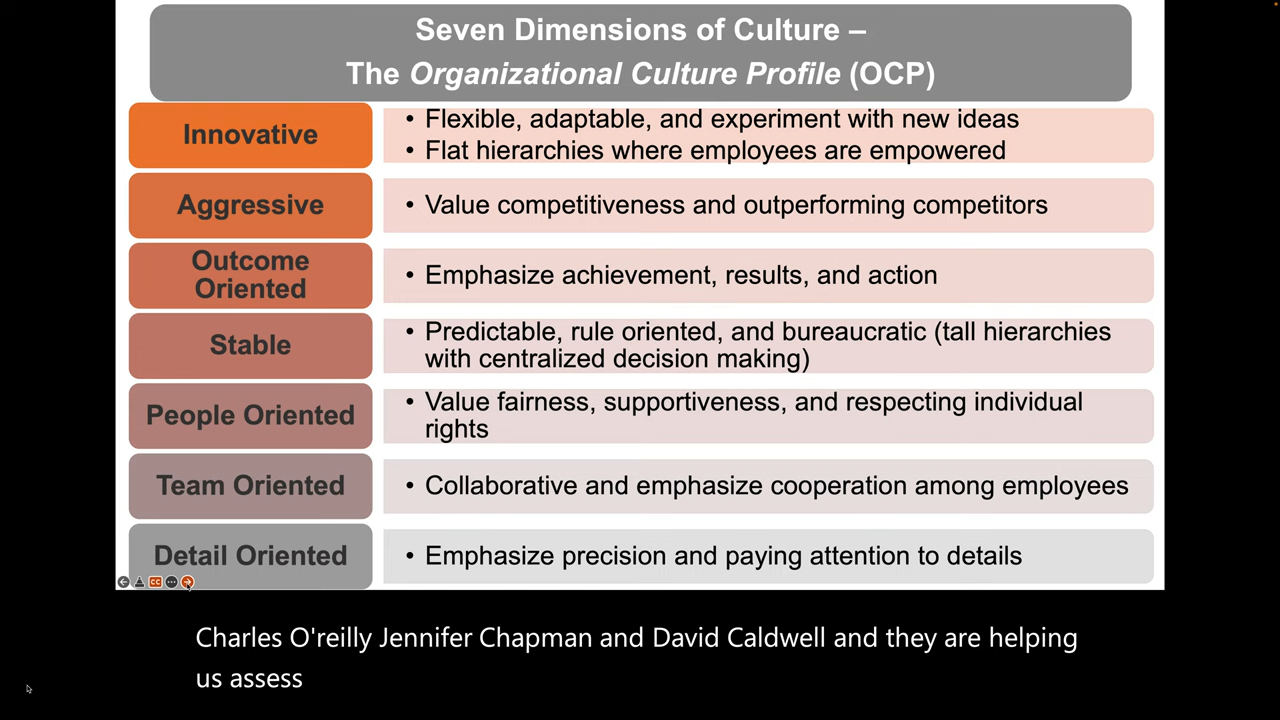 Seven Dimensions of Culture –
The Organizational Culture Profile (OCP)
Innovative
• Flexible, adaptable, and experiment with new ideas
• Flat hierarchies where employees are empowered
Aggressive
• Value competitiveness and outperforming competitors
Outcome
Oriented
• Emphasize achievement, results, and action
Stable
• Predictable, rule oriented, and bureaucratic (tall hierarchies
with centralized decision making)
People Oriented
• Value fairness, supportiveness, and respecting individual
rights
Team Oriented
• Collaborative and emphasize cooperation among employees
Detail Oriented
• Emphasize precision and paying attention to details
CC
Charles O'reilly Jennifer Chapman and David Caldwell and they are helping
us assess